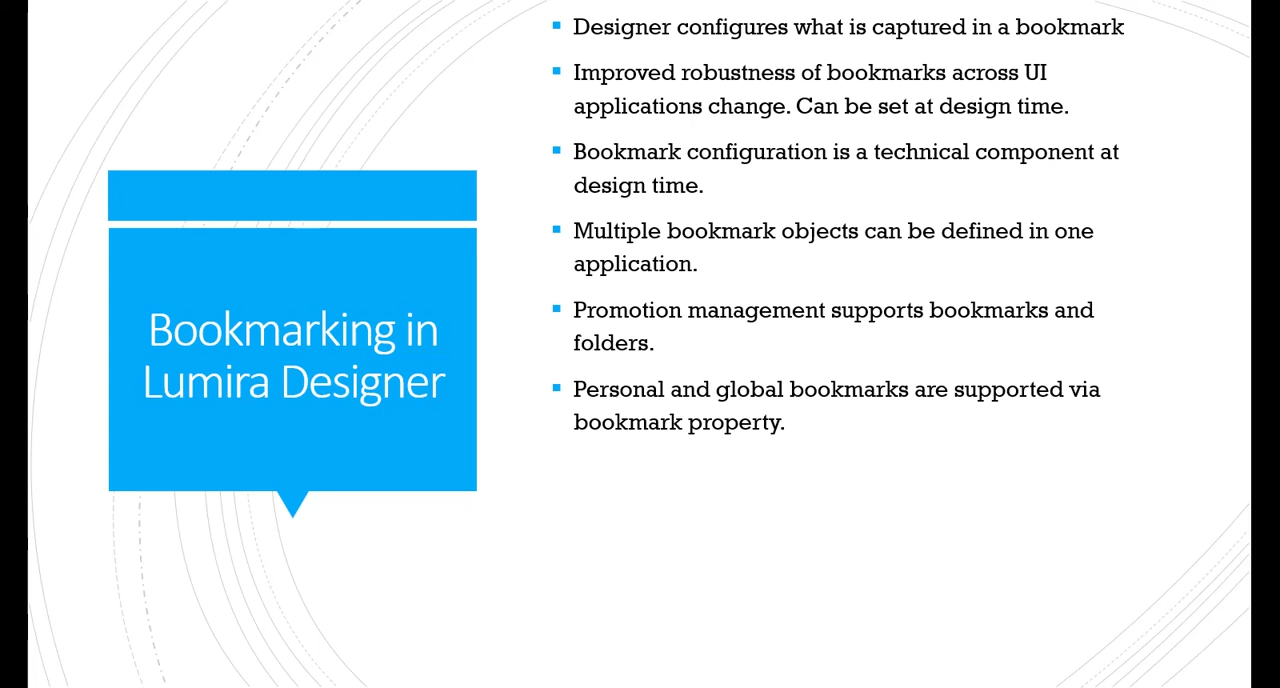 Bookmarking in
Lumira Designer
Designer configures what is captured in a bookmark
Improved robustness of bookmarks across UI
applications change. Can be set at design time.
Bookmark configuration is a technical component at
design time.
Multiple bookmark objects can be defined in one
application.
Promotion management supports bookmarks and
folders.
Personal and global bookmarks are supported via
bookmark property.